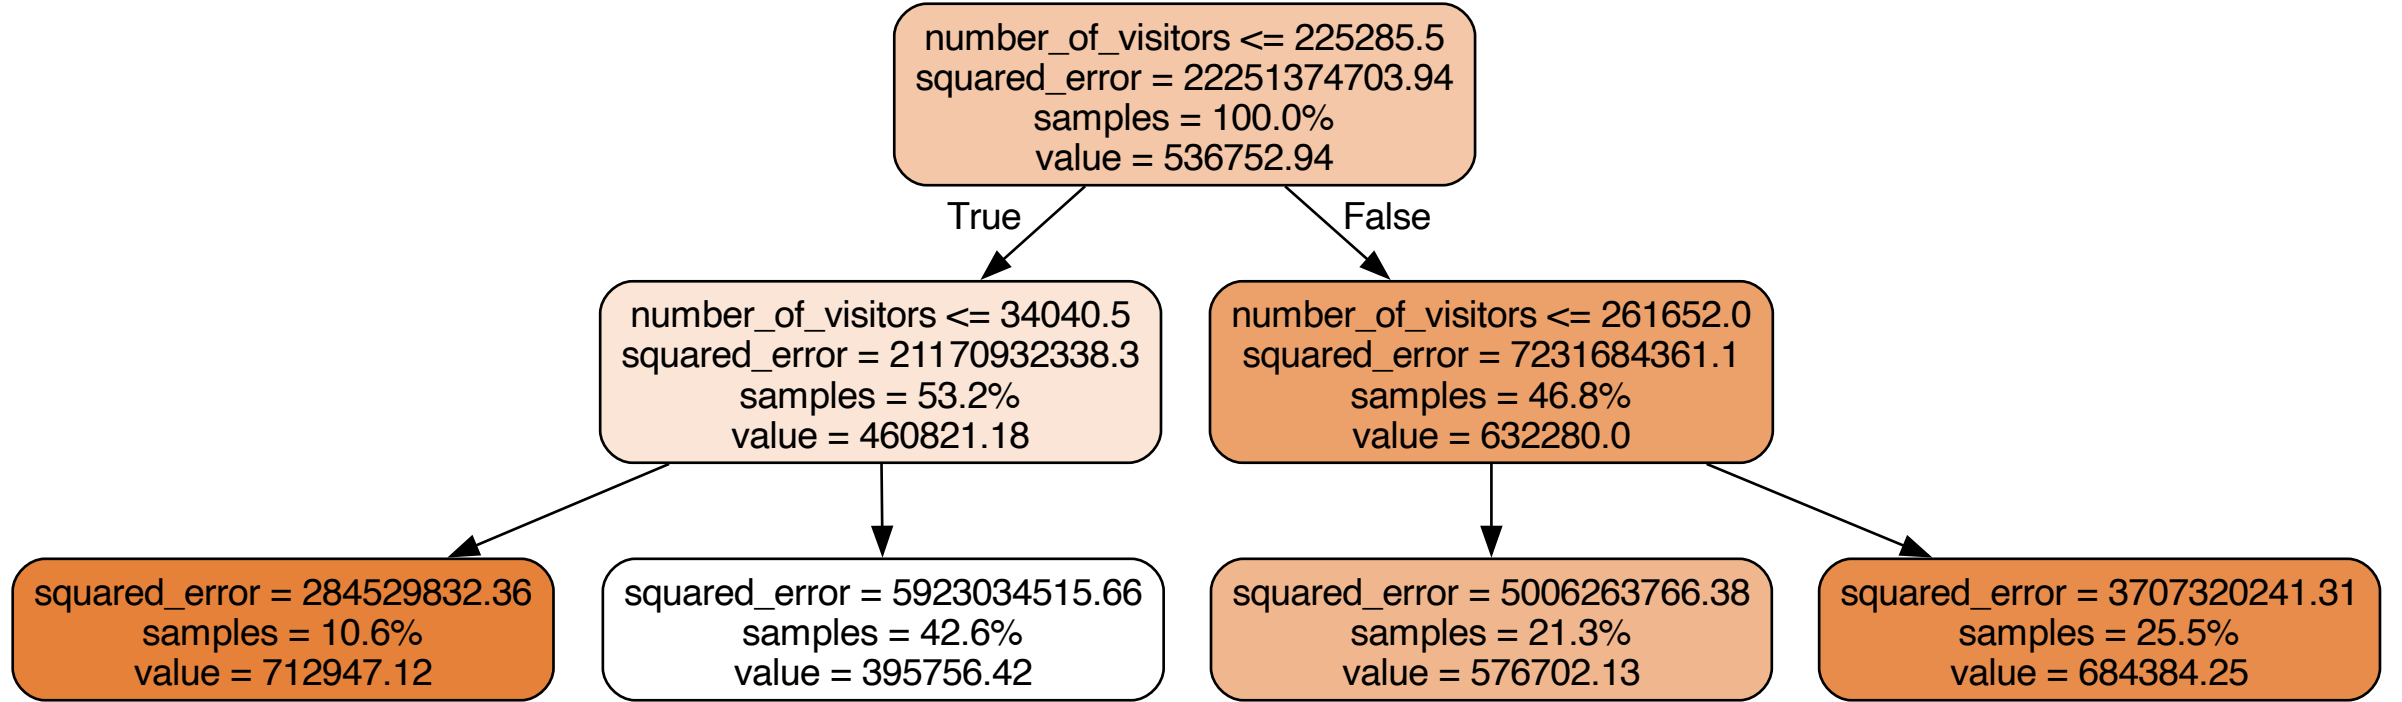 number_of_visitors <= 225285.5
squared_error = 22251374703.94
samples = 100.0%
value = 536752.94
True
False
number_of_visitors <= 34040.5
squared_error = 21170932338.3
samples = 53.2%
value = 460821.18
number_of_visitors <= 261652.0
squared_error = 7231684361.1
samples = 46.8%
value = 632280.0
squared_error = 284529832.36
samples = 10.6%
value = 712947.12
squared_error = 5923034515.66
samples = 42.6%
value = 395756.42
squared_error = 5006263766.38
samples = 21.3%
value = 576702.13
squared_error = 3707320241.31
samples = 25.5%
value = 684384.25